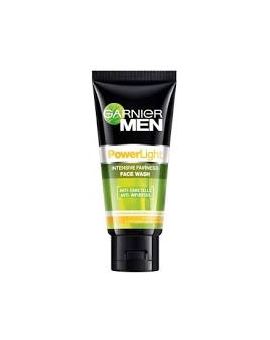 GARNIER
MEN
PowerLight
INTENSIVE FAIRNESS
FACE WASH
ANTI-DARK CELLS
ANTI-IMPURITIES